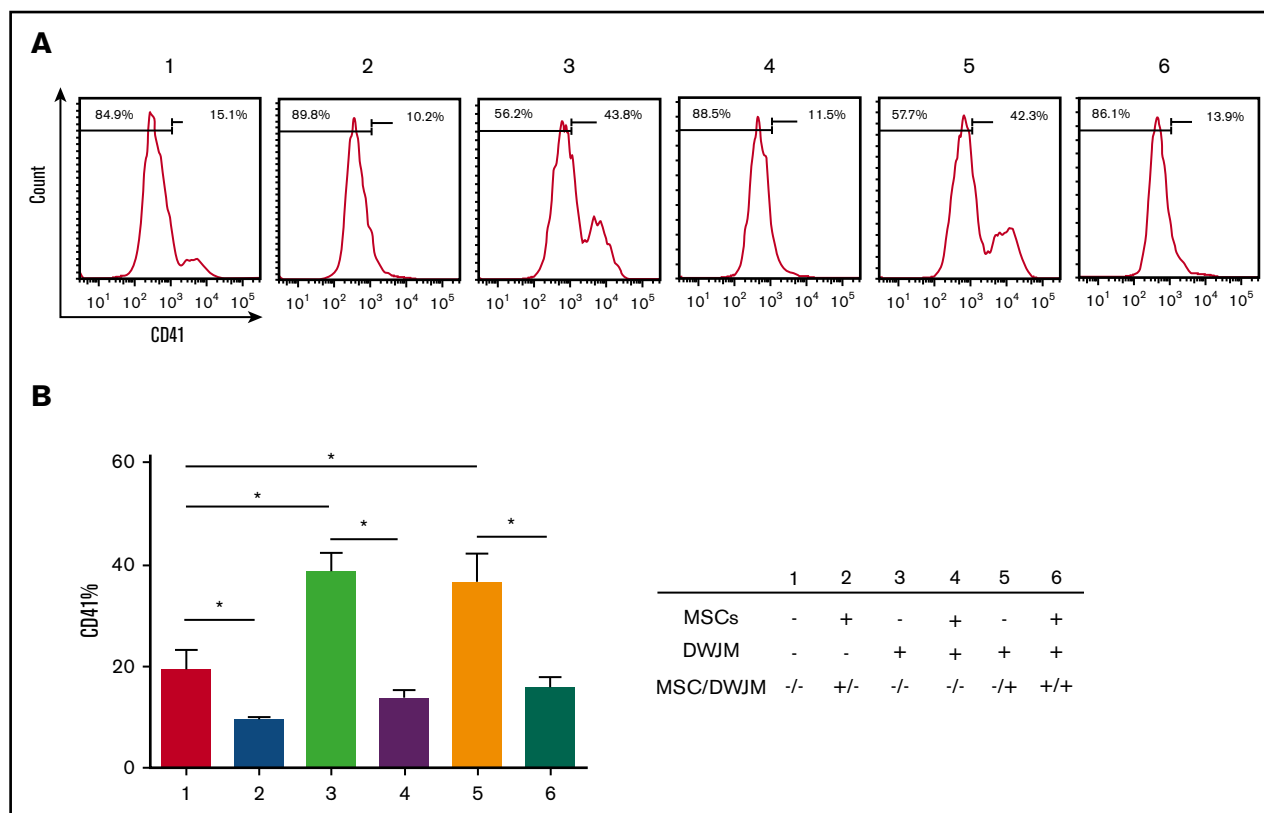 A
1 2 3 4 5 6
84.9% 15.1% 89.8% 10.2% 56.2% 43.8% 88.5% 11.5% 57.7% 42.3% 86.1% 13.9%
Count
10¹ 10² 10³ 10⁴ 10⁵ 10¹ 10² 10³ 10⁴ 10⁵ 10¹ 10² 10³ 10⁴ 10⁵ 10¹ 10² 10³ 10⁴ 10⁵ 10¹ 10² 10³ 10⁴ 10⁵ 10¹ 10² 10³ 10⁴ 10⁵
CD41
B
CD41%
60
40
20
0
* * * * *
1 2 3 4 5 6
1 2 3 4 5 6
MSCs - + - + - +
DWJM - - + + + +
MSC/DWJM -/- +/- -/- -/- -/+ +/+